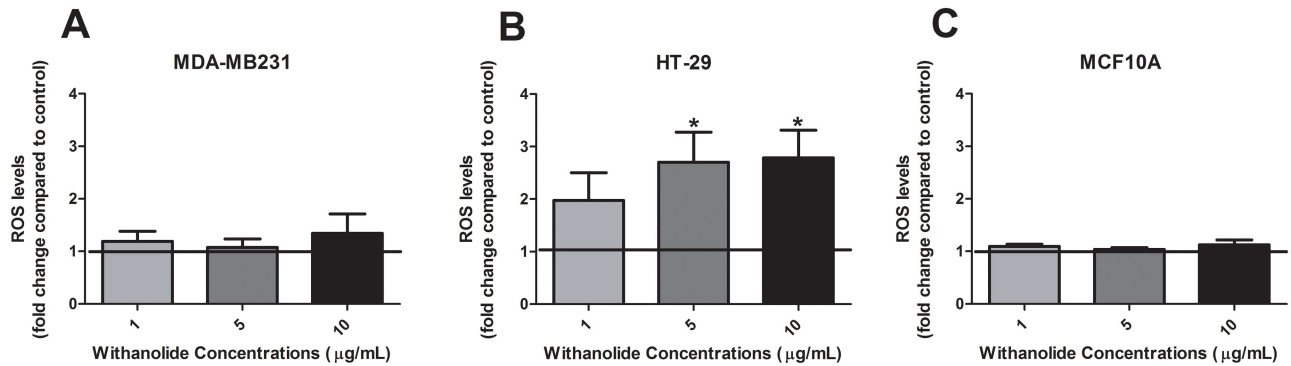 A
MDA-MB231
ROS levels
(fold change compared to control)
4
3
2
1
0
1
5
10
Withanolide Concentrations ( μg/mL)
B
HT-29
ROS levels
(fold change compared to control)
4
3
2
1
0
*
*
1
5
10
Withanolide Concentrations ( μg/mL)
C
MCF10A
ROS levels
(fold change compared to control)
4
3
2
1
0
1
5
10
Withanolide Concentrations ( μg/mL)